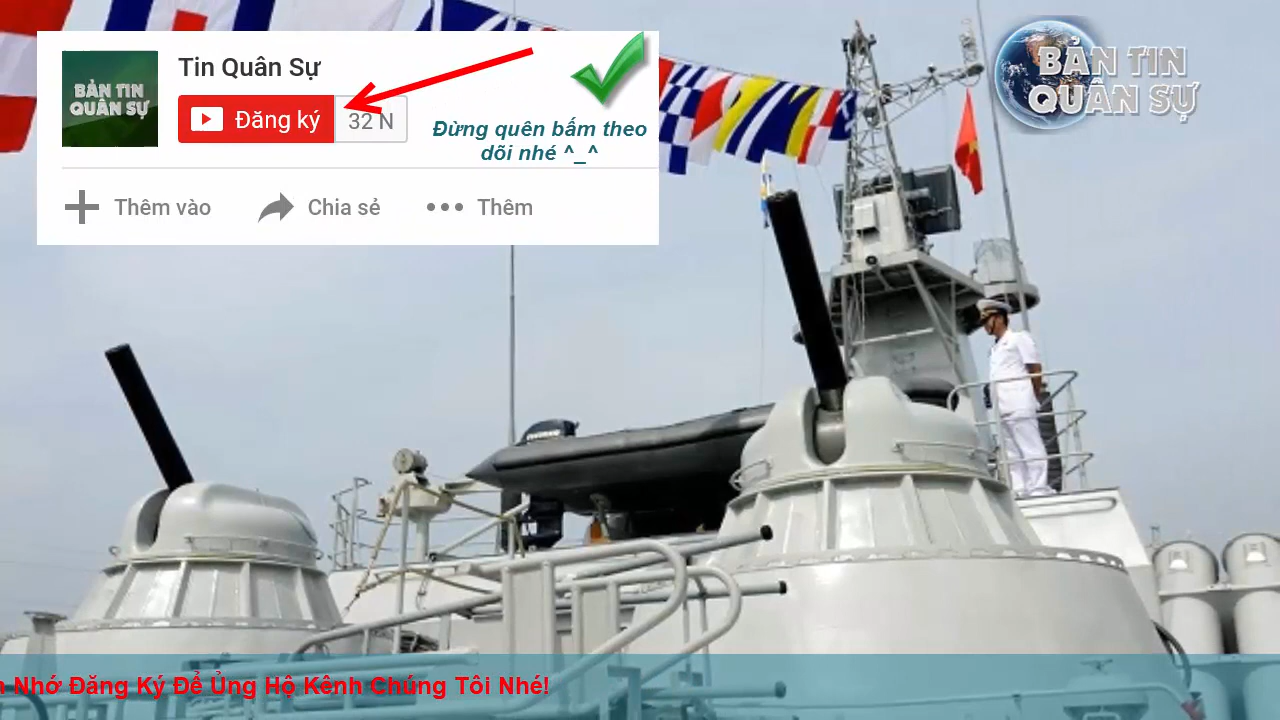 BẢN TIN
QUÂN SỰ
Tin Quân Sự
Đăng ký
32 N
Đừng quên bấm theo
dõi nhé ^_^
Thêm vào
Chia sẻ
Thêm
BẢN TIN
QUÂN SỰ
Nhớ Đăng Ký Để Ủng Hộ Kênh Chúng Tôi Nhé!